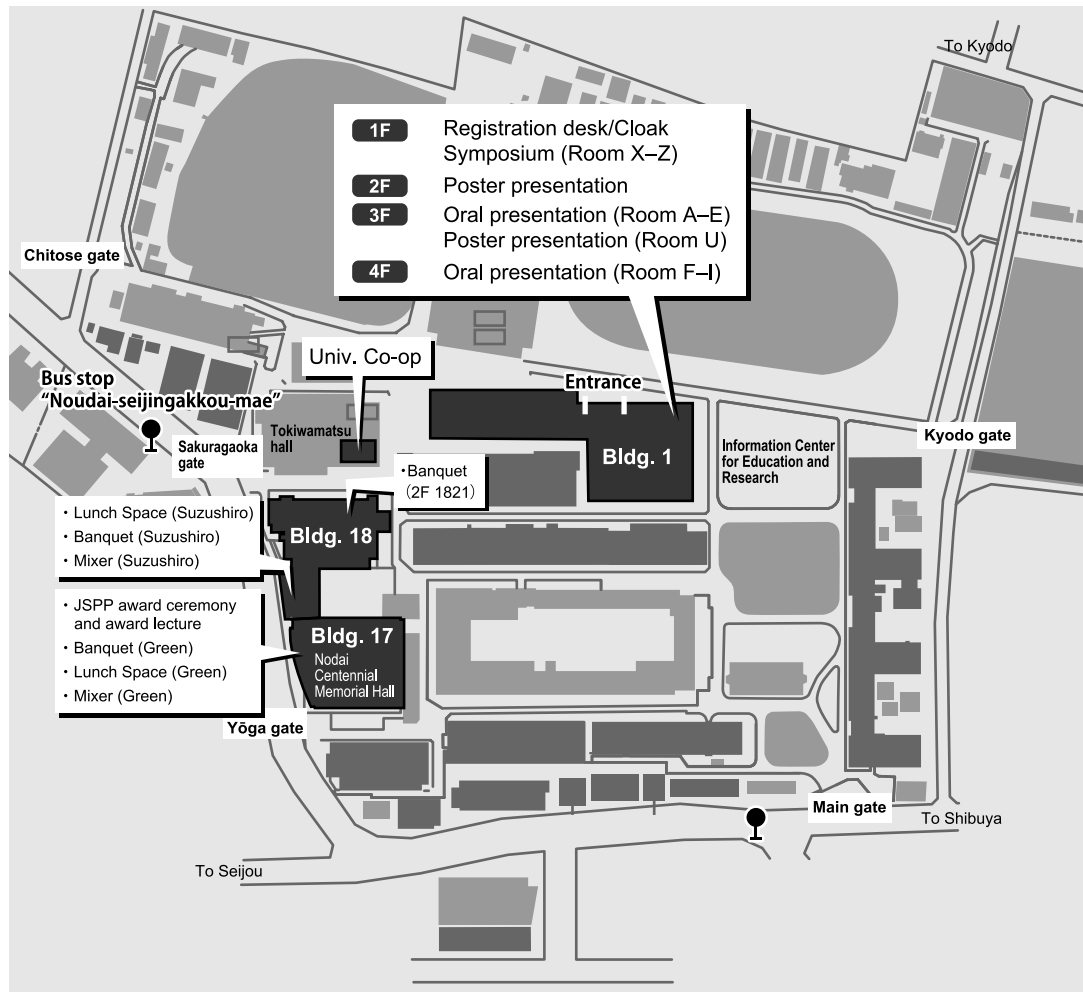 To Kyodo
1F Registration desk/Cloak
Symposium (Room X–Z)
2F Poster presentation
3F Oral presentation (Room A–E)
Poster presentation (Room U)
4F Oral presentation (Room F–I)
Chitose gate
Univ. Co-op
Bus stop
“Noudai-seijingakkou-mae”
Entrance
Tokiwamatsu
hall
Sakuragaoka
gate
Bldg. 1
Information Center
for Education and
Research
Kyodo gate
・Banquet
（2F 1821）
Bldg. 18
・Lunch Space (Suzushiro)
・Banquet (Suzushiro)
・Mixer (Suzushiro)
・JSPP award ceremony
and award lecture
・Banquet (Green)
・Lunch Space (Green)
・Mixer (Green)
Bldg. 17
Nodai
Centennial
Memorial Hall
Yōga gate
Main gate
To Shibuya
To Seijou